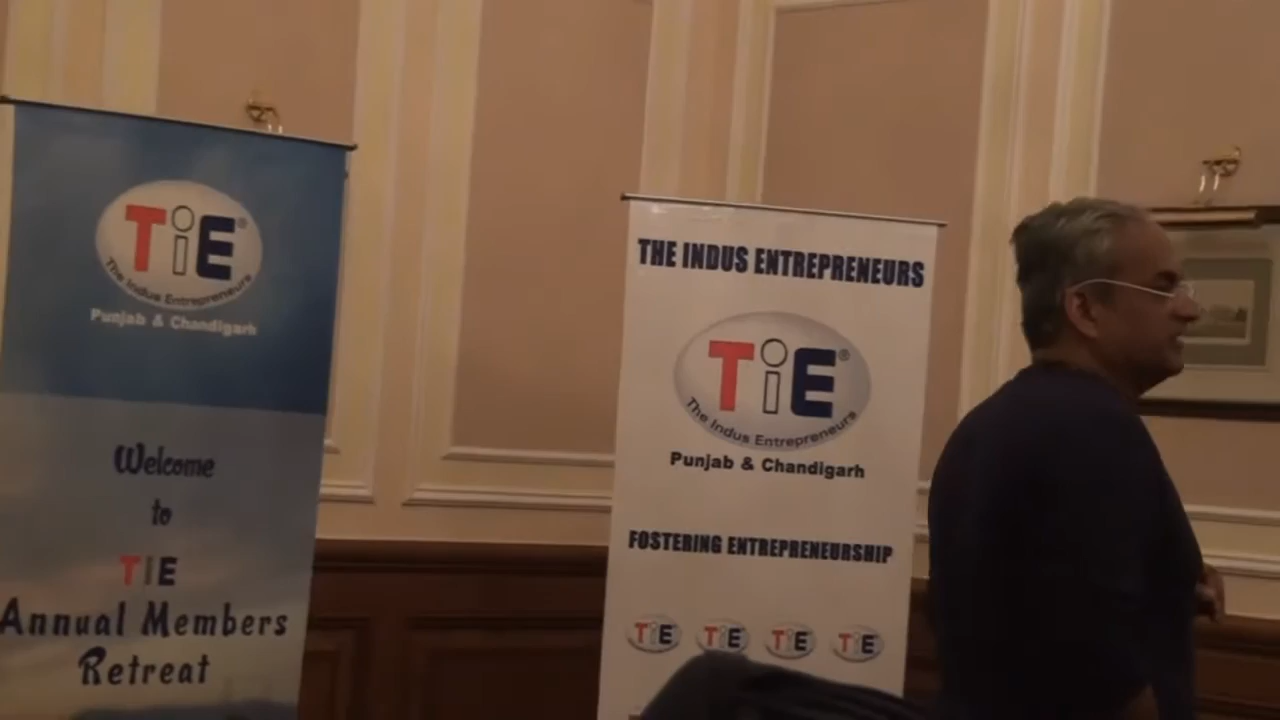 TiE®
The Indus Entrepreneurs
Punjab & Chandigarh
Welcome
to
TIE
Annual Members
Retreat
THE INDUS ENTREPRENEURS
TiE®
The Indus Entrepreneurs
Punjab & Chandigarh
FOSTERING ENTREPRENEURSHIP
TiE TiE TiE TiE